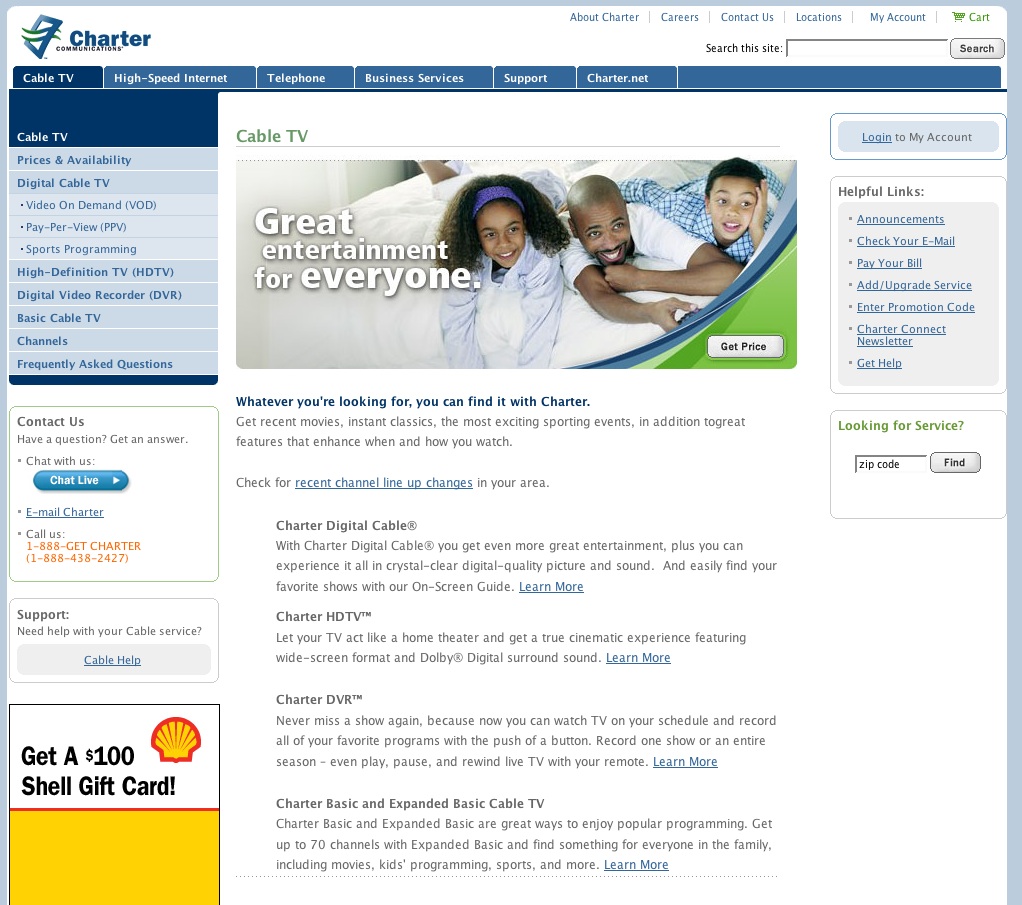 About Charter
Careers
Contact Us
Locations
My Account
Cart
Charter
COMMUNICATIONS®
Search this site:
Search
Cable TV
High-Speed Internet
Telephone
Business Services
Support
Charter.net
Cable TV
Prices & Availability
Digital Cable TV
· Video On Demand (VOD)
· Pay-Per-View (PPV)
· Sports Programming
High-Definition TV (HDTV)
Digital Video Recorder (DVR)
Basic Cable TV
Channels
Frequently Asked Questions
Contact Us
Have a question? Get an answer.
Chat with us:
Chat Live
E-mail Charter
Call us:
1-888-GET CHARTER
(1-888-438-2427)
Support:
Need help with your Cable service?
Cable Help
Get A $100
Shell Gift Card!
Cable TV
Great
entertainment
for everyone.
Get Price
Whatever you're looking for, you can find it with Charter.
Get recent movies, instant classics, the most exciting sporting events, in addition togreat
features that enhance when and how you watch.
Check for recent channel line up changes in your area.
Charter Digital Cable®
With Charter Digital Cable® you get even more great entertainment, plus you can
experience it all in crystal-clear digital-quality picture and sound.  And easily find your
favorite shows with our On-Screen Guide. Learn More
Charter HDTV™
Let your TV act like a home theater and get a true cinematic experience featuring
wide-screen format and Dolby® Digital surround sound. Learn More
Charter DVR™
Never miss a show again, because now you can watch TV on your schedule and record
all of your favorite programs with the push of a button. Record one show or an entire
season - even play, pause, and rewind live TV with your remote. Learn More
Charter Basic and Expanded Basic Cable TV
Charter Basic and Expanded Basic are great ways to enjoy popular programming. Get
up to 70 channels with Expanded Basic and find something for everyone in the family,
including movies, kids' programming, sports, and more. Learn More
Login to My Account
Helpful Links:
Announcements
Check Your E-Mail
Pay Your Bill
Add/Upgrade Service
Enter Promotion Code
Charter Connect
Newsletter
Get Help
Looking for Service?
zip code
Find